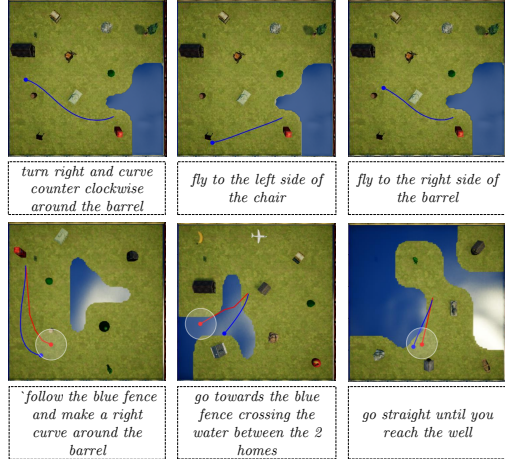 turn right and curve
counter clockwise
around the barrel
fly to the left side of
the chair
fly to the right side of
the barrel
`follow the blue fence
and make a right
curve around the
barrel
go towards the blue
fence crossing the
water between the 2
homes
go straight until you
reach the well